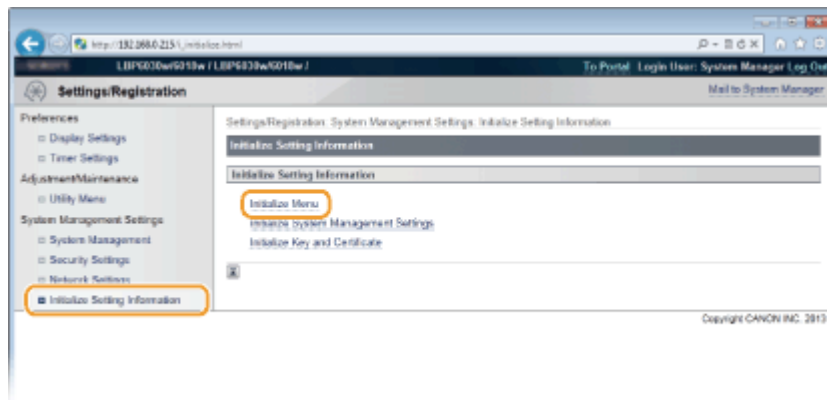 http://192.168.0.215/i_initialize.html
LBP6030w/6018w / LBP6030w/6018w /
To Portal Login User: System Manager Log Out
Settings/Registration
Mail to System Manager
Preferences
Display Settings
Timer Settings
Adjustment/Maintenance
Utility Menu
System Management Settings
System Management
Security Settings
Network Settings
Initialize Setting Information
Settings/Registration: System Management Settings: Initialize Setting Information
Initialize Setting Information
Initialize Setting Information
Initialize Menu
Initialize System Management Settings
Initialize Key and Certificate
Copyright CANON INC. 2013